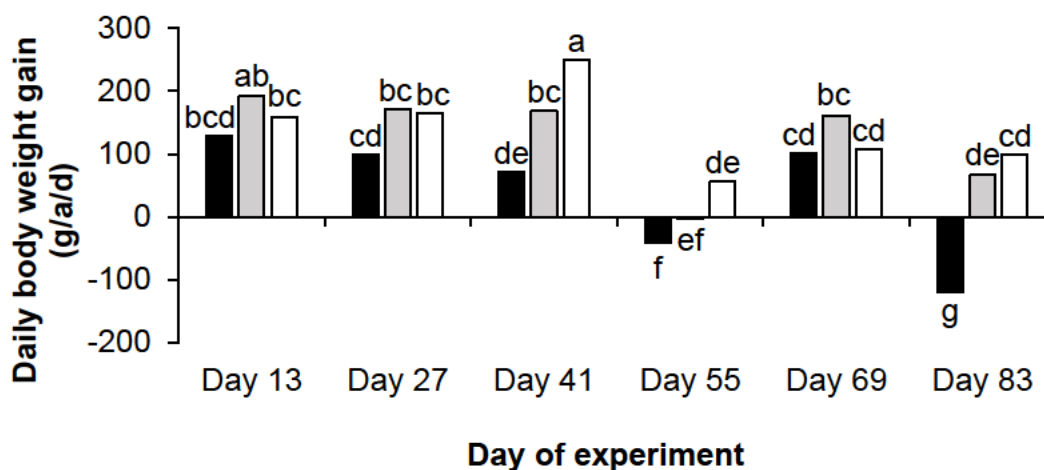 Daily body weight gain
(g/a/d)
300
200
100
0
-100
-200
bcd
ab
bc
cd
bc
bc
de
bc
a
f
ef
de
cd
bc
cd
g
de
cd
Day 13
Day 27
Day 41
Day 55
Day 69
Day 83
Day of experiment